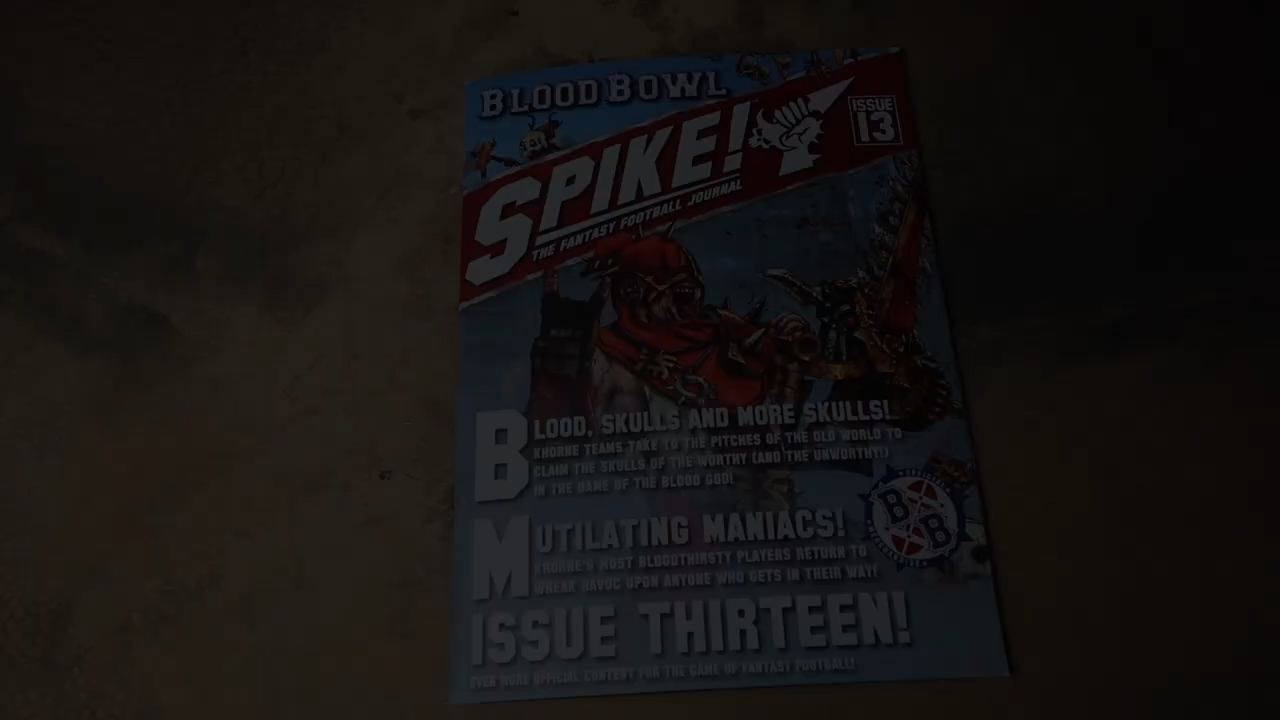 BLOOD BOWL
SPIKE!
THE FANTASY FOOTBALL JOURNAL
ISSUE
13
BLOOD, SKULLS AND MORE SKULLS!
KHORNE TEAMS TAKE TO THE PITCHES OF THE OLD WORLD TO
CLAIM THE SKULLS OF THE WORTHY (AND THE UNWORTHY!)
IN THE NAME OF THE BLOOD GOD!
MUTILATING MANIACS!
KHORNE'S MOST BLOODTHIRSTY PLAYERS RETURN TO
WREAK HAVOC UPON ANYONE WHO GETS IN THEIR WAY!
OFFICIAL
BB
ISSUE THIRTEEN!
EVEN MORE OFFICIAL CONTENT FOR THE GAME OF FANTASY FOOTBALL!